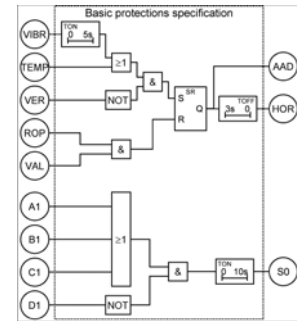 Basic protections specification
VIBR
TON
0 5s
TEMP
≥1
&
VER
NOT
S SR
Q
R
AAD
TOFF
3s 0
HOR
ROP
&
VAL
A1
B1
≥1
C1
&
TON
0 10s
S0
D1
NOT